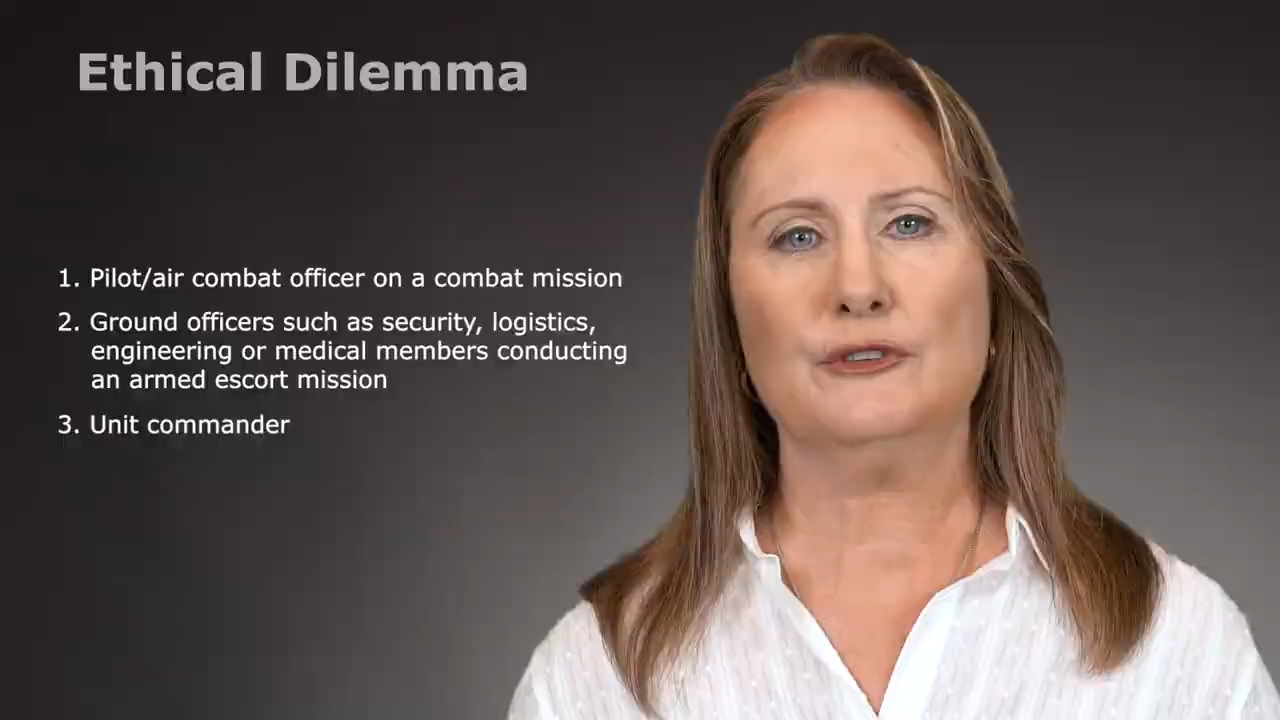 Ethical Dilemma
1. Pilot/air combat officer on a combat mission
2. Ground officers such as security, logistics,
engineering or medical members conducting
an armed escort mission
3. Unit commander